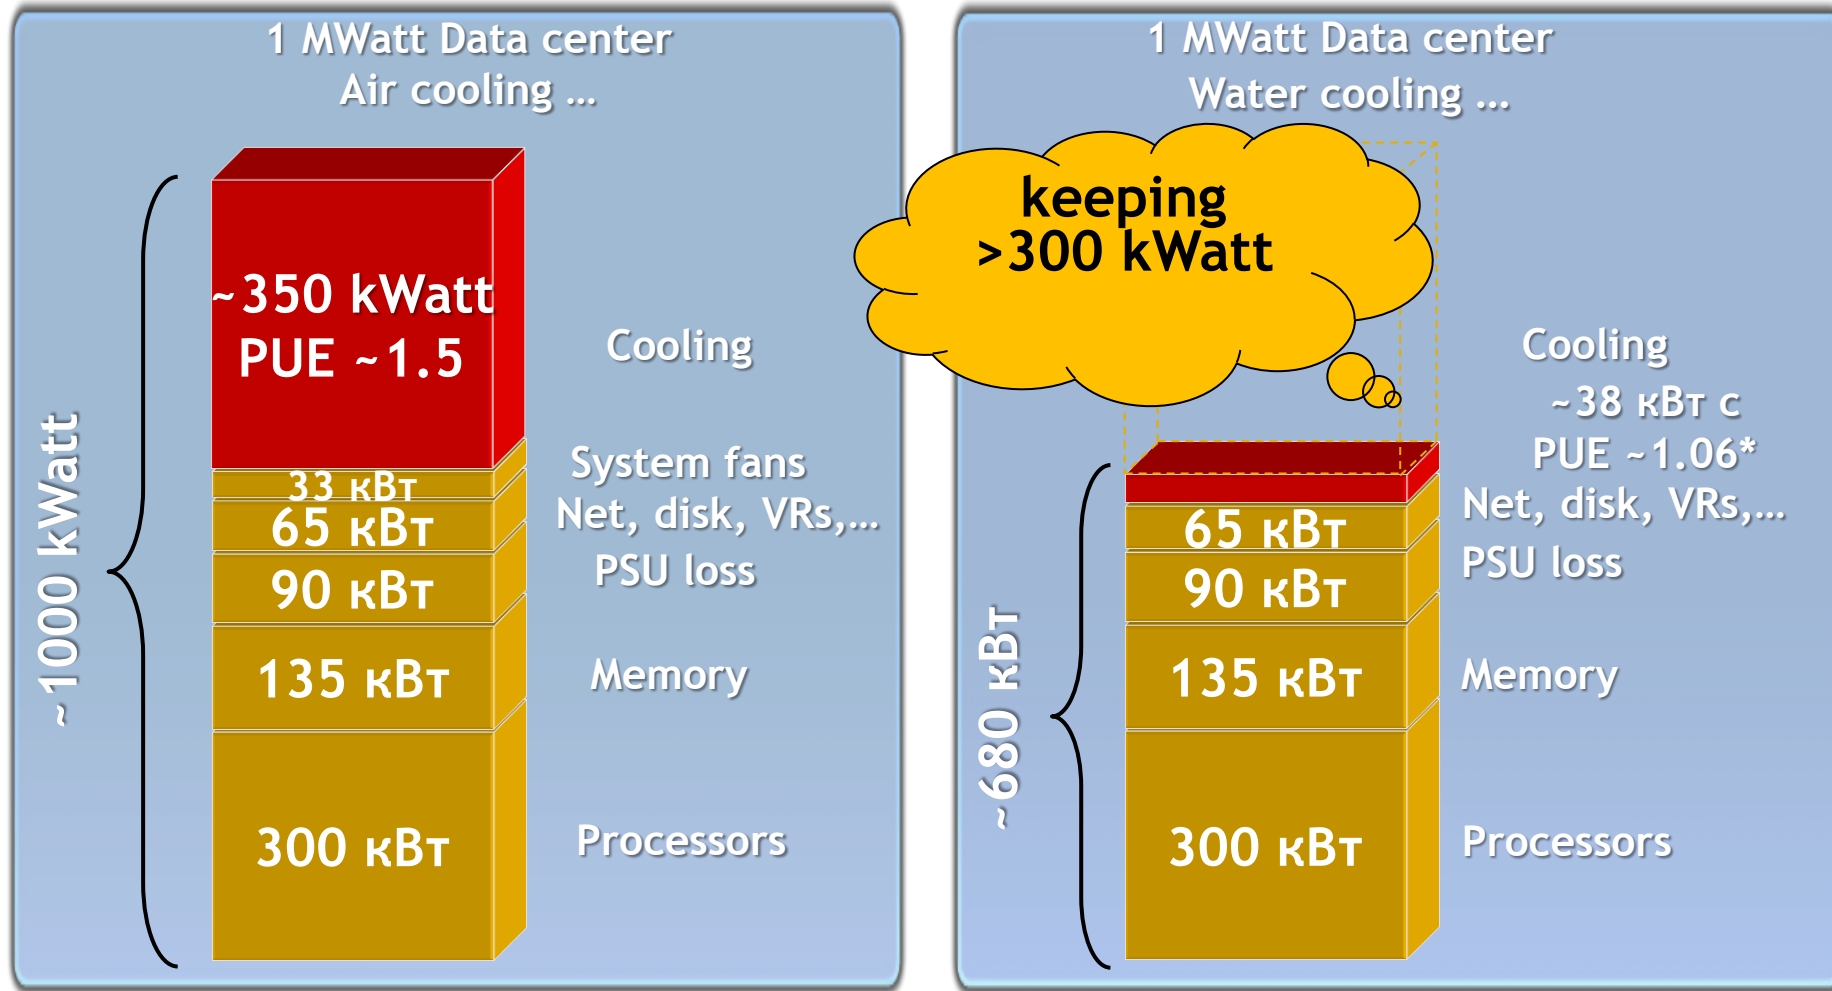 1 MWatt Data center
Air cooling …
~1000 kWatt
~350 kWatt
PUE ~1.5
Cooling
33 кВт
System fans
65 кВт
Net, disk, VRs,…
90 кВт
PSU loss
135 кВт
Memory
300 кВт
Processors
1 MWatt Data center
Water cooling …
keeping
>300 kWatt
Cooling
~38 кВт с
PUE ~1.06*
~680 кВт
65 кВт
Net, disk, VRs,…
90 кВт
PSU loss
135 кВт
Memory
300 кВт
Processors